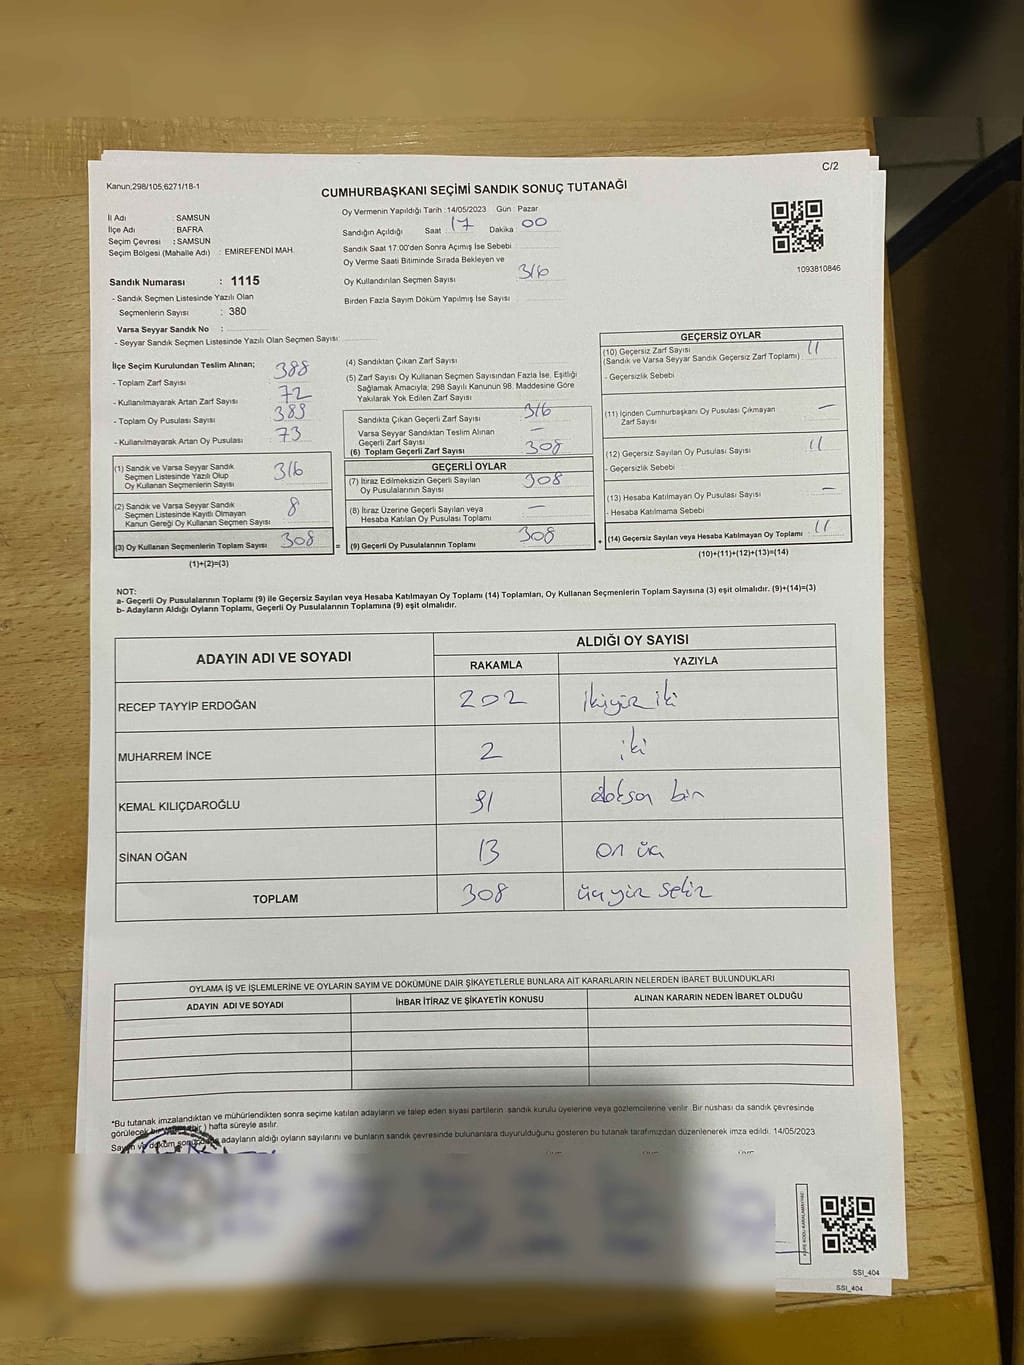 C/2
Kanun,298/105,6271/18-1
CUMHURBAŞKANI SEÇİMİ SANDIK SONUÇ TUTANAĞI
İl Adı : SAMSUN
İlçe Adı : BAFRA
Seçim Çevresi : SAMSUN
Seçim Bölgesi (Mahalle Adı) : EMIREFENDİ MAH.
Sandık Numarası : 1115
- Sandık Seçmen Listesinde Yazılı Olan
Seçmenlerin Sayısı : 380
Varsa Seyyar Sandık No :
- Seyyar Sandık Seçmen Listesinde Yazılı Olan Seçmen Sayısı:
Oy Vermenin Yapıldığı Tarih : 14/05/2023 Gün : Pazar
Sandığın Açıldığı Saat : 17 Dakika 00
Sandık Saat 17:00'den Sonra Açımış İse Sebebi
Oy Verme Saati Bitiminde Sırada Bekleyen ve
Oy Kullandırılan Seçmen Sayısı 316
Birden Fazla Sayım Döküm Yapılmış İse Sayısı
1093810846
İlçe Seçim Kurulundan Teslim Alınan;
- Toplam Zarf Sayısı 388
- Kullanılmayarak Artan Zarf Sayısı 72
- Toplam Oy Pusulası Sayısı 389
- Kullanılmayarak Artan Oy Pusulası 73
(1) Sandık ve Varsa Seyyar Sandık
Seçmen Listesinde Yazılı Olup
Oy Kullanan Seçmenlerin Sayısı 316
(2) Sandık ve Varsa Seyyar Sandık
Seçmen Listesinde Kayıtlı Olmayan
Kanun Gereği Oy Kullanan Seçmen Sayısı 8
(3) Oy Kullanan Seçmenlerin Toplam Sayısı 308 =
(1)+(2)=(3)
(4) Sandıktan Çıkan Zarf Sayısı
(5) Zarf Sayısı Oy Kullanan Seçmen Sayısından Fazla İse, Eşitliği
Sağlamak Amacıyla; 298 Sayılı Kanunun 98. Maddesine Göre
Yakılarak Yok Edilen Zarf Sayısı
Sandıkta Çıkan Geçerli Zarf Sayısı 316
Varsa Seyyar Sandıktan Teslim Alınan
Geçerli Zarf Sayısı —
(6) Toplam Geçerli Zarf Sayısı 308
GEÇERLİ OYLAR
(7) İtiraz Edilmeksizin Geçerli Sayılan
Oy Pusulalarının Sayısı 308
(8) İtiraz Üzerine Geçerli Sayılan veya
Hesaba Katılan Oy Pusulası Toplamı —
(9) Geçerli Oy Pusulalarının Toplamı 308 +
GEÇERSİZ OYLAR
(10) Geçersiz Zarf Sayısı
(Sandık ve Varsa Seyyar Sandık Geçersiz Zarf Toplamı) 11
- Geçersizlik Sebebi
(11) İçinden Cumhurbaşkanı Oy Pusulası Çıkmayan
Zarf Sayısı —
(12) Geçersiz Sayılan Oy Pusulası Sayısı 11
- Geçersizlik Sebebi
(13) Hesaba Katılmayan Oy Pusulası Sayısı —
- Hesaba Katılmama Sebebi
(14) Geçersiz Sayılan veya Hesaba Katılmayan Oy Toplamı 11
(10)+(11)+(12)+(13)=(14)
NOT:
a- Geçerli Oy Pusulalarının Toplamı (9) ile Geçersiz Sayılan veya Hesaba Katılmayan Oy Toplamı (14) Toplamları, Oy Kullanan Seçmenlerin Toplam Sayısına (3) eşit olmalıdır. (9)+(14)=(3)
b- Adayların Aldığı Oyların Toplamı, Geçerli Oy Pusulalarının Toplamına (9) eşit olmalıdır.
ADAYIN ADI VE SOYADI
ALDIĞI OY SAYISI
RAKAMLA YAZIYLA
RECEP TAYYİP ERDOĞAN 202 ikiyüz iki
MUHARREM İNCE 2 iki
KEMAL KILIÇDAROĞLU 91 doksan bir
SİNAN OĞAN 13 on üç
TOPLAM 308 üçyüz sekiz
OYLAMA İŞ VE İŞLEMLERİNE VE OYLARIN SAYIM VE DÖKÜMÜNE DAİR ŞİKAYETLERLE BUNLARA AİT KARARLARIN NELERDEN İBARET BULUNDUKLARI
ADAYIN ADI VE SOYADI İHBAR İTİRAZ VE ŞİKAYETİN KONUSU ALINAN KARARIN NEDEN İBARET OLDUĞU
*Bu tutanak imzalandıktan ve mühürlendikten sonra seçime katılan adayların ve talep eden siyasi partilerin sandık kurulu üyelerine veya gözlemcilerine verilir. Bir nushası da sandık çevresinde
görülecek bir ) hafta süreyle asılır.
Sayım ve döküm adayların aldığı oyların sayılarını ve bunların sandık çevresinde bulunanlara duyurulduğunu gösteren bu tutanak tarafımızdan düzenlenerek imza edildi. 14/05/2023
SSİ_404
SSİ_404